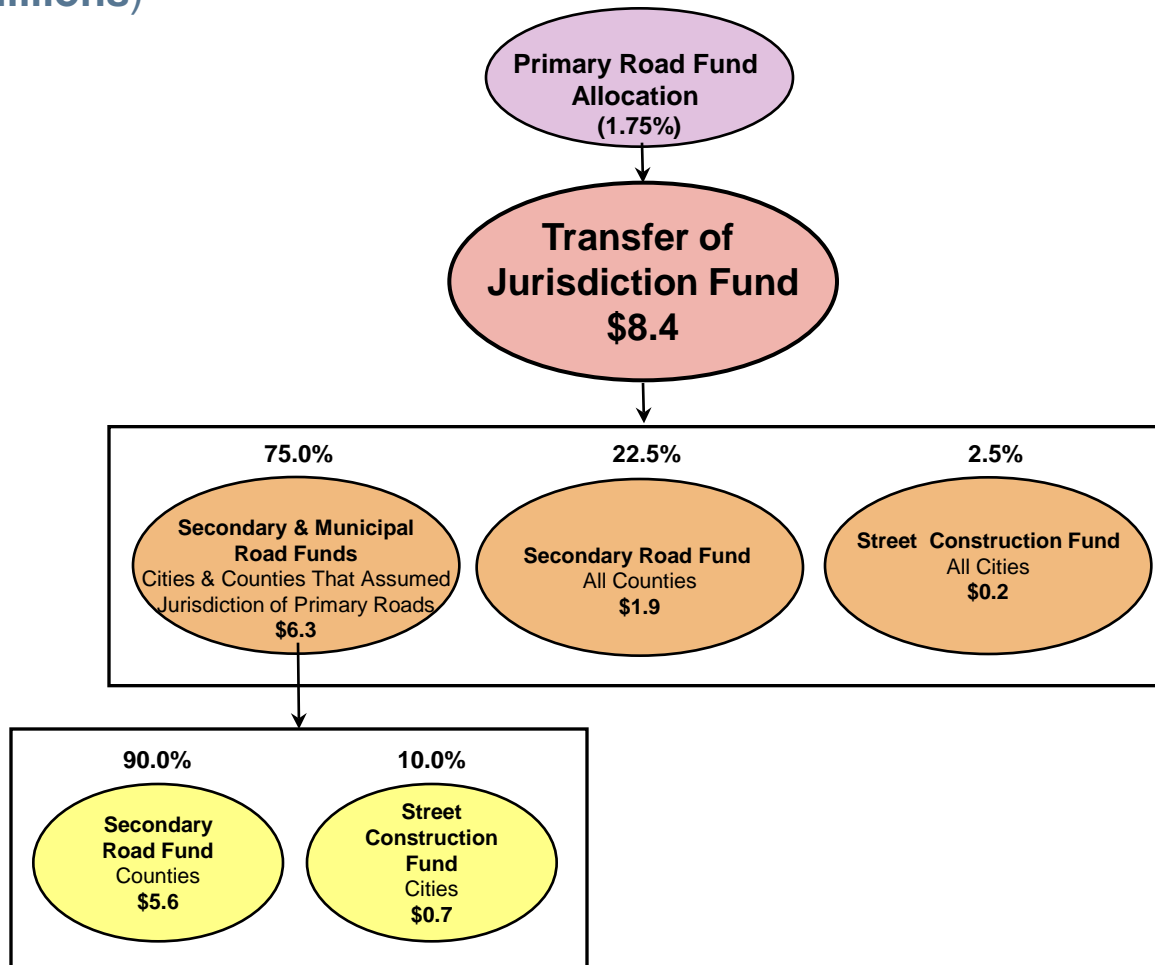 Primary Road Fund
Allocation
(1.75%)
Transfer of
Jurisdiction Fund
$8.4
75.0%
22.5%
2.5%
Secondary & Municipal
Road Funds
Cities & Counties That Assumed
Jurisdiction of Primary Roads
$6.3
Secondary Road Fund
All Counties
$1.9
Street Construction Fund
All Cities
$0.2
90.0%
10.0%
Secondary
Road Fund
Counties
$5.6
Street
Construction
Fund
Cities
$0.7